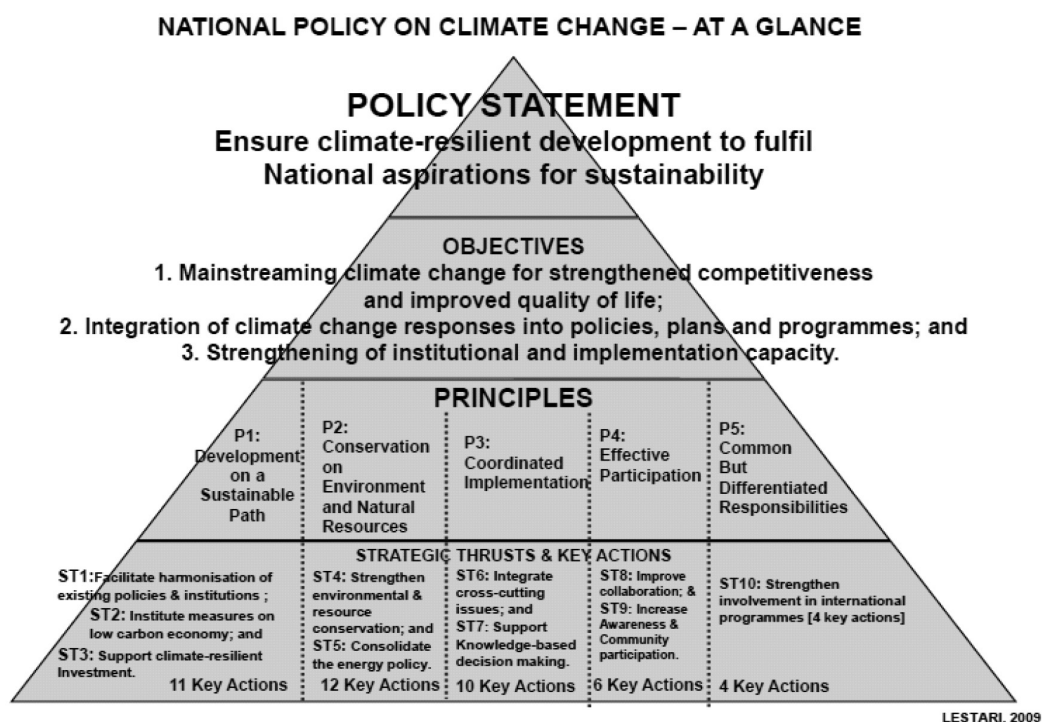 NATIONAL POLICY ON CLIMATE CHANGE – AT A GLANCE
POLICY STATEMENT
Ensure climate-resilient development to fulfil
National aspirations for sustainability
OBJECTIVES
1. Mainstreaming climate change for strengthened competitiveness
and improved quality of life;
2. Integration of climate change responses into policies, plans and programmes; and
3. Strengthening of institutional and implementation capacity.
PRINCIPLES
P1:
Development
on a
Sustainable
Path
P2:
Conservation
on
Environment
and Natural
Resources
P3:
Coordinated
Implementation
P4:
Effective
Participation
P5:
Common
But
Differentiated
Responsibilities
STRATEGIC THRUSTS & KEY ACTIONS
ST1:Facilitate harmonisation of
existing policies & institutions ;
ST2: Institute measures on
low carbon economy; and
ST3: Support climate-resilient
Investment.
11 Key Actions
ST4: Strengthen
environmental &
resource
conservation; and
ST5: Consolidate
the energy policy.
12 Key Actions
ST6: Integrate
cross-cutting
issues; and
ST7: Support
Knowledge-based
decision making.
10 Key Actions
ST8: Improve
collaboration; &
ST9: Increase
Awareness &
Community
participation.
6 Key Actions
ST10: Strengthen
involvement in international
programmes [4 key actions]
4 Key Actions
LESTARI, 2009